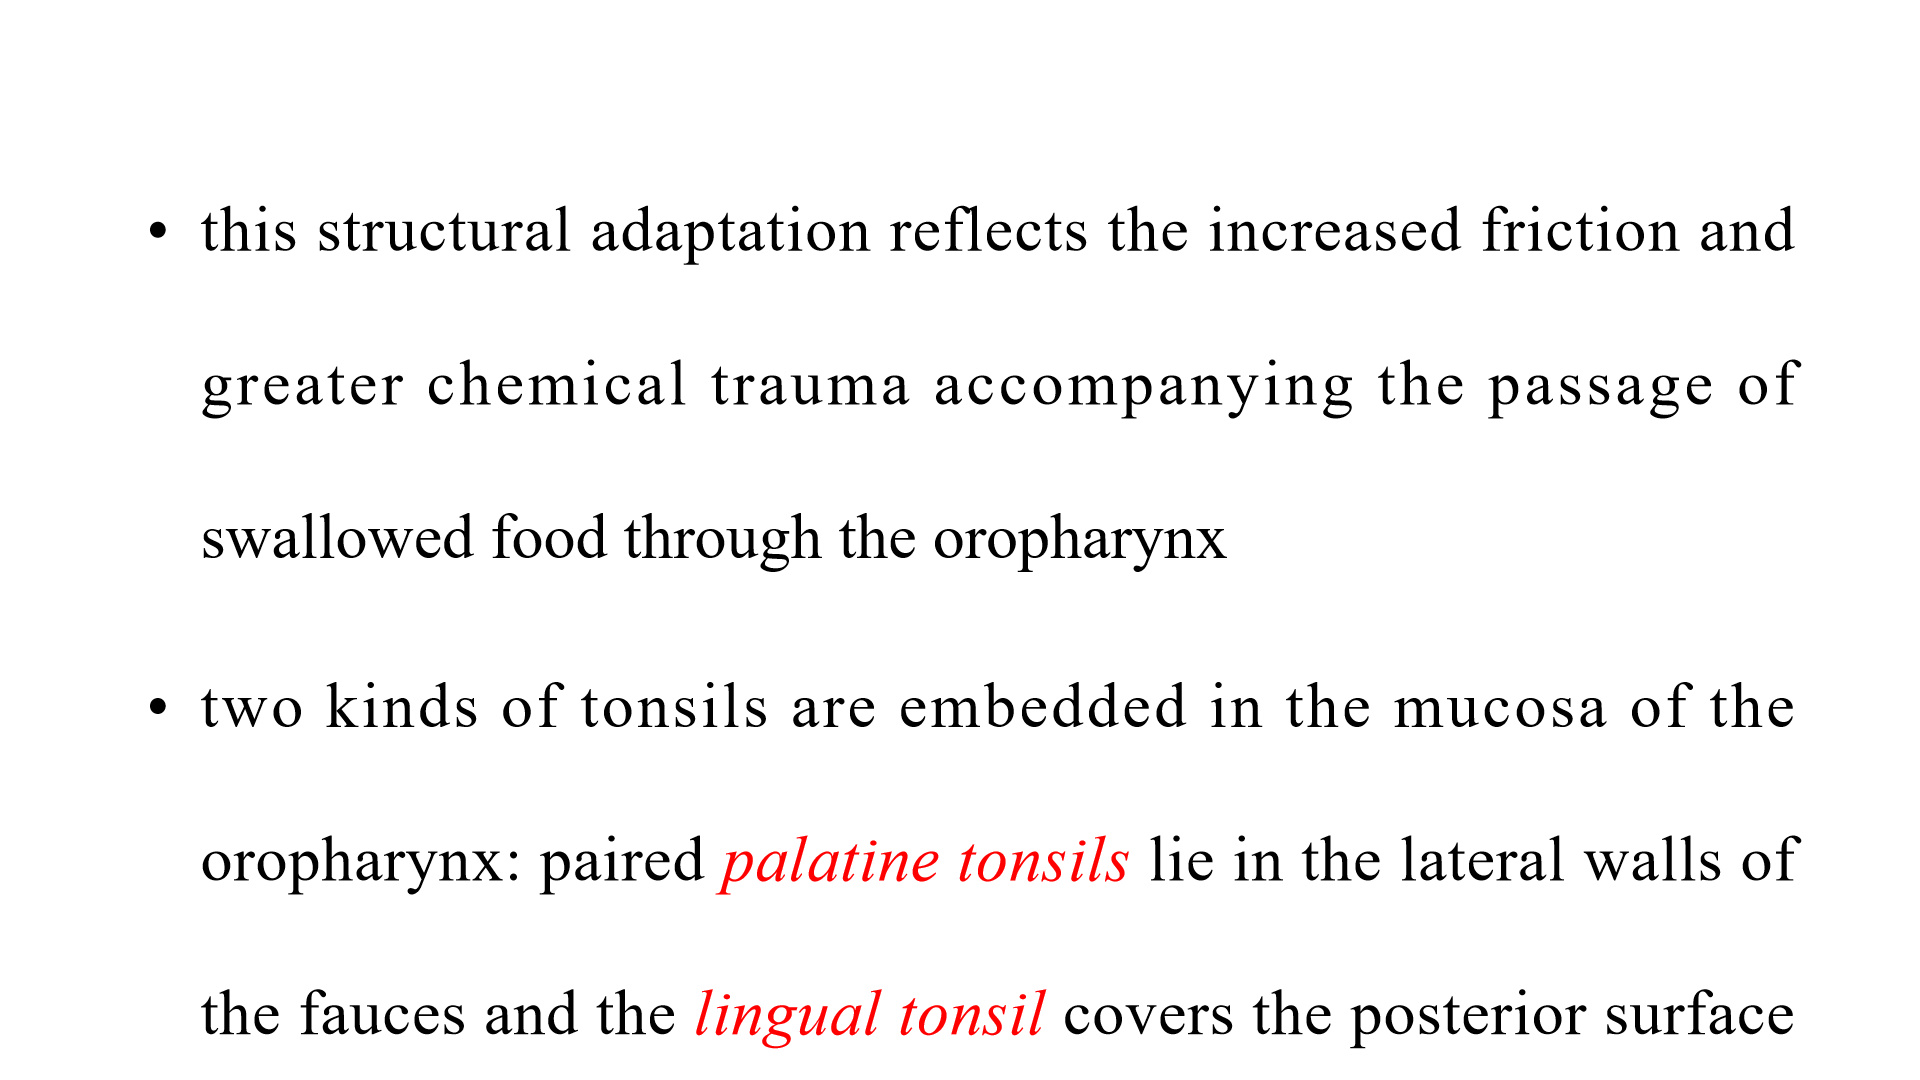 • this structural adaptation reflects the increased friction and
greater chemical trauma accompanying the passage of
swallowed food through the oropharynx
• two kinds of tonsils are embedded in the mucosa of the
oropharynx: paired palatine tonsils lie in the lateral walls of
the fauces and the lingual tonsil covers the posterior surface